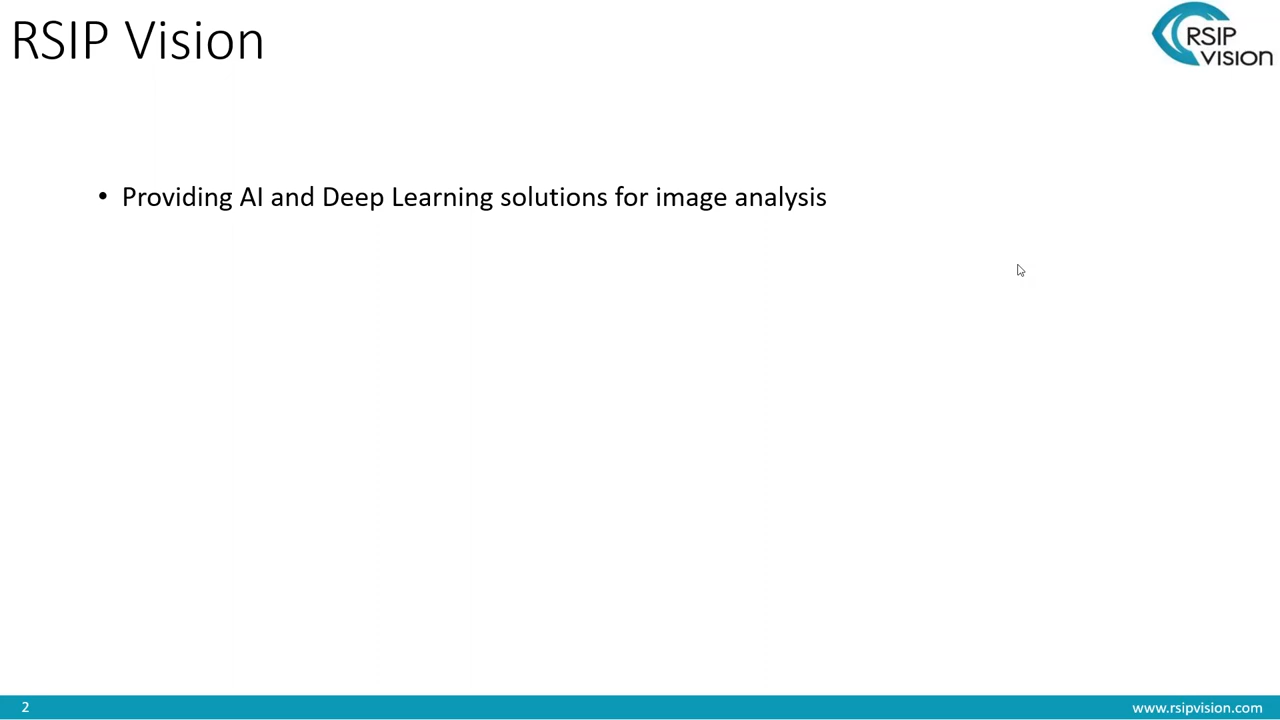 RSIP Vision
RSIP
VISION
• Providing AI and Deep Learning solutions for image analysis
2
www.rsipvision.com